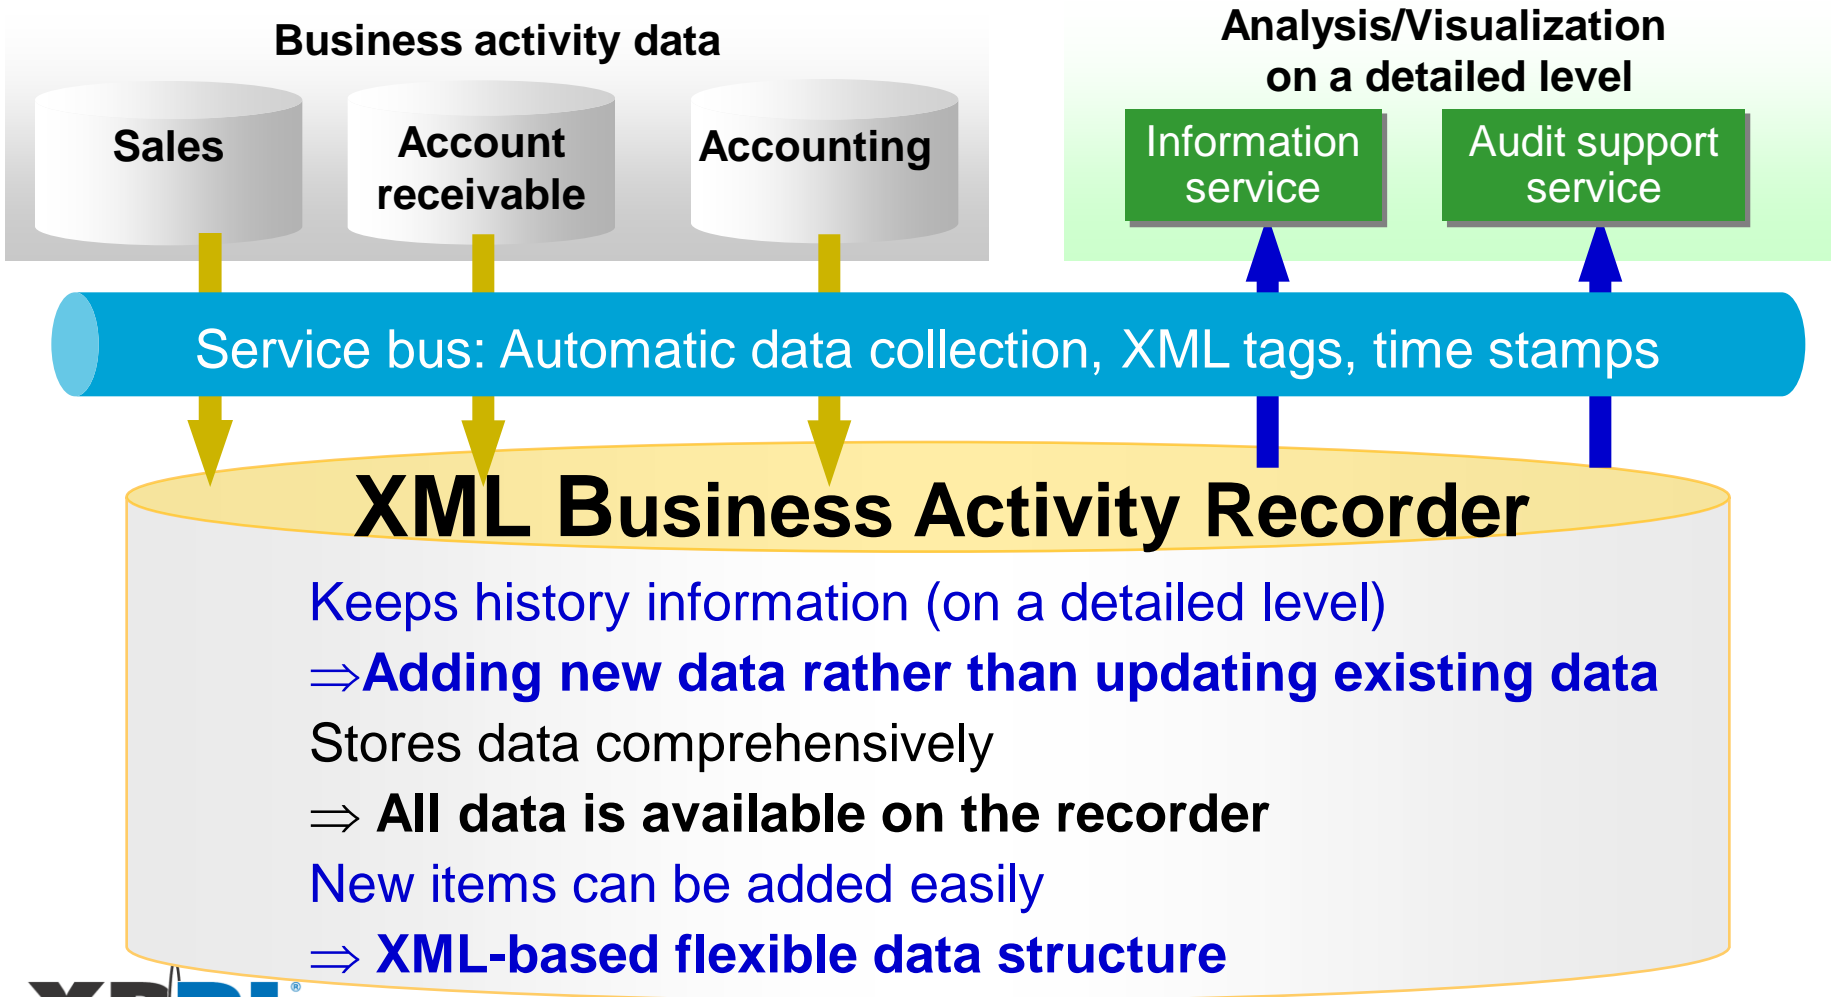 Business activity data
Sales
Account
receivable
Accounting
Analysis/Visualization
on a detailed level
Information
service
Audit support
service
Service bus: Automatic data collection, XML tags, time stamps
XML Business Activity Recorder
Keeps history information (on a detailed level)
⇒Adding new data rather than updating existing data
Stores data comprehensively
⇒ All data is available on the recorder
New items can be added easily
⇒ XML-based flexible data structure